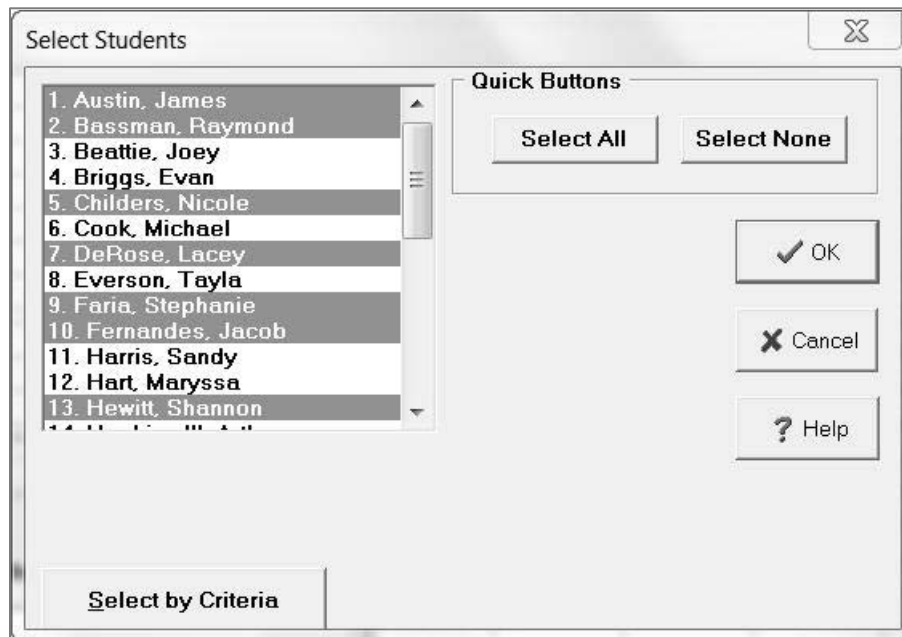 Select Students
1. Austin, James
2. Bassman, Raymond
3. Beattie, Joey
4. Briggs, Evan
5. Childers, Nicole
6. Cook, Michael
7. DeRose, Lacey
8. Everson, Tayla
9. Faria, Stephanie
10. Fernandes, Jacob
11. Harris, Sandy
12. Hart, Maryssa
13. Hewitt, Shannon
Quick Buttons
Select All
Select None
OK
Cancel
? Help
Select by Criteria